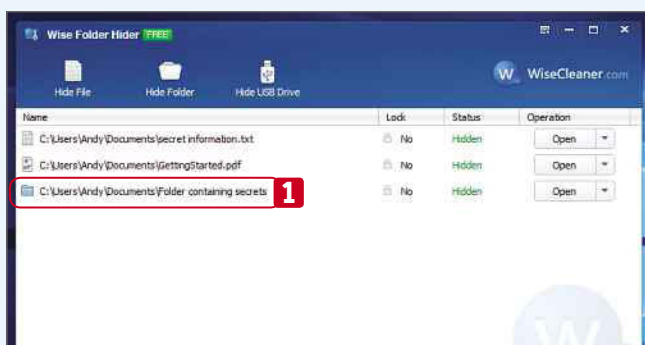 Wise Folder Hider FREE
Hide File Hide Folder Hide USB Drive
W WiseCleaner.com
Name Lock Status Operation
C:\Users\Andy\Documents\secret information.txt No Hidden Open
C:\Users\Andy\Documents\GettingStarted.pdf No Hidden Open
C:\Users\Andy\Documents\Folder containing secrets 1 No Hidden Open
W